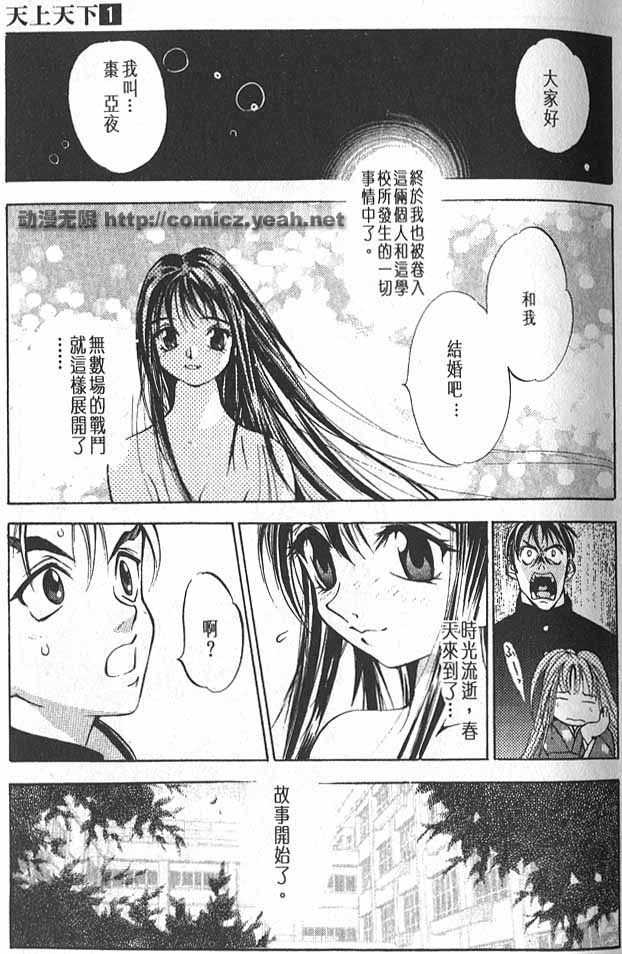 天上天下 1
大家好
我叫…
棗 亞夜
終於我也被卷入
這倆個人和這學
校所發生的一切
事情中了。
动漫无限 http://comicz.yeah.net
和我
結婚吧…
無數場的戰鬥
就這樣展開了
……
ふー…
時光流逝，春
天來到了…
啊？
故事開始了。